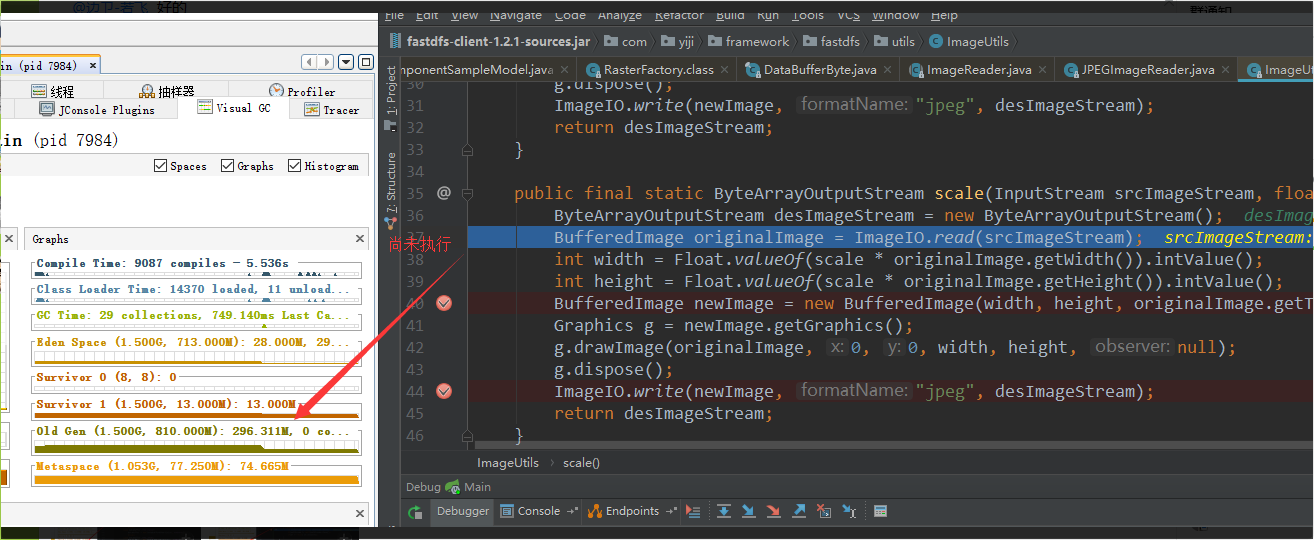 @边卫-若飞 好的
群通知
File Edit View Navigate Code Analyze Refactor Build Run Tools VCS Window Help
fastdfs-client-1.2.1-sources.jar com yiji framework fastdfs utils ImageUtils
in (pid 7984)
mponentSampleModel.java RasterFactory.class DataBufferByte.java ImageReader.java JPEGImageReader.java ImageUt
线程 抽样器 Profiler
JConsole Plugins Visual GC Tracer
in (pid 7984)
Spaces Graphs Histogram
Graphs
Compile Time: 9087 compiles - 5.536s
Class Loader Time: 14370 loaded, 11 unload...
GC Time: 29 collections, 749.140ms Last Ca...
Eden Space (1.500G, 713.000M): 28.000M, 29...
Survivor 0 (8, 8): 0
Survivor 1 (1.500G, 13.000M): 13.000M
Old Gen (1.500G, 810.000M): 296.311M, 0 co...
Metaspace (1.053G, 77.250M): 74.665M
1: Project
7: Structure
尚未执行
30 g.dispose();
31 ImageIO.write(newImage, formatName: "jpeg", desImageStream);
32 return desImageStream;
33 }
34
35 @ public final static ByteArrayOutputStream scale(InputStream srcImageStream, floa
36 ByteArrayOutputStream desImageStream = new ByteArrayOutputStream(); desImag
37 BufferedImage originalImage = ImageIO.read(srcImageStream); srcImageStream:
38 int width = Float.valueOf(scale * originalImage.getWidth()).intValue();
39 int height = Float.valueOf(scale * originalImage.getHeight()).intValue();
40 BufferedImage newImage = new BufferedImage(width, height, originalImage.getT
41 Graphics g = newImage.getGraphics();
42 g.drawImage(originalImage, x: 0, y: 0, width, height, observer: null);
43 g.dispose();
44 ImageIO.write(newImage, formatName: "jpeg", desImageStream);
45 return desImageStream;
46 }
ImageUtils scale()
Debug Main
Debugger Console Endpoints